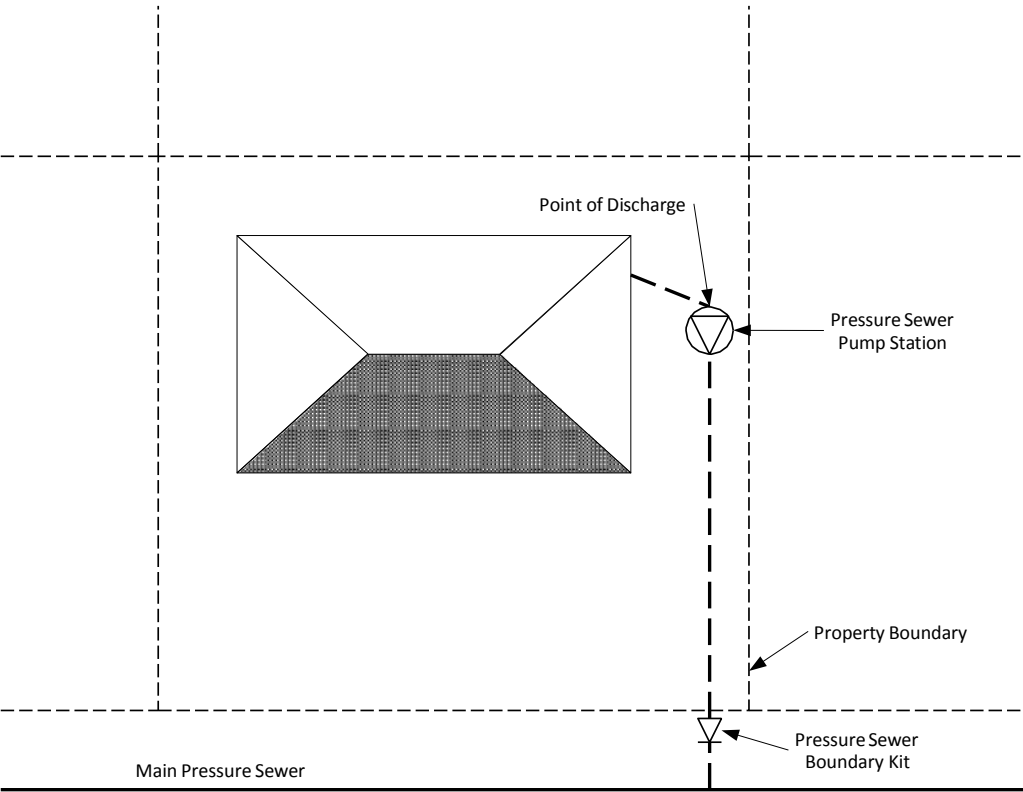 Point of Discharge
Pressure Sewer
Pump Station
Property Boundary
Pressure Sewer
Boundary Kit
Main Pressure Sewer